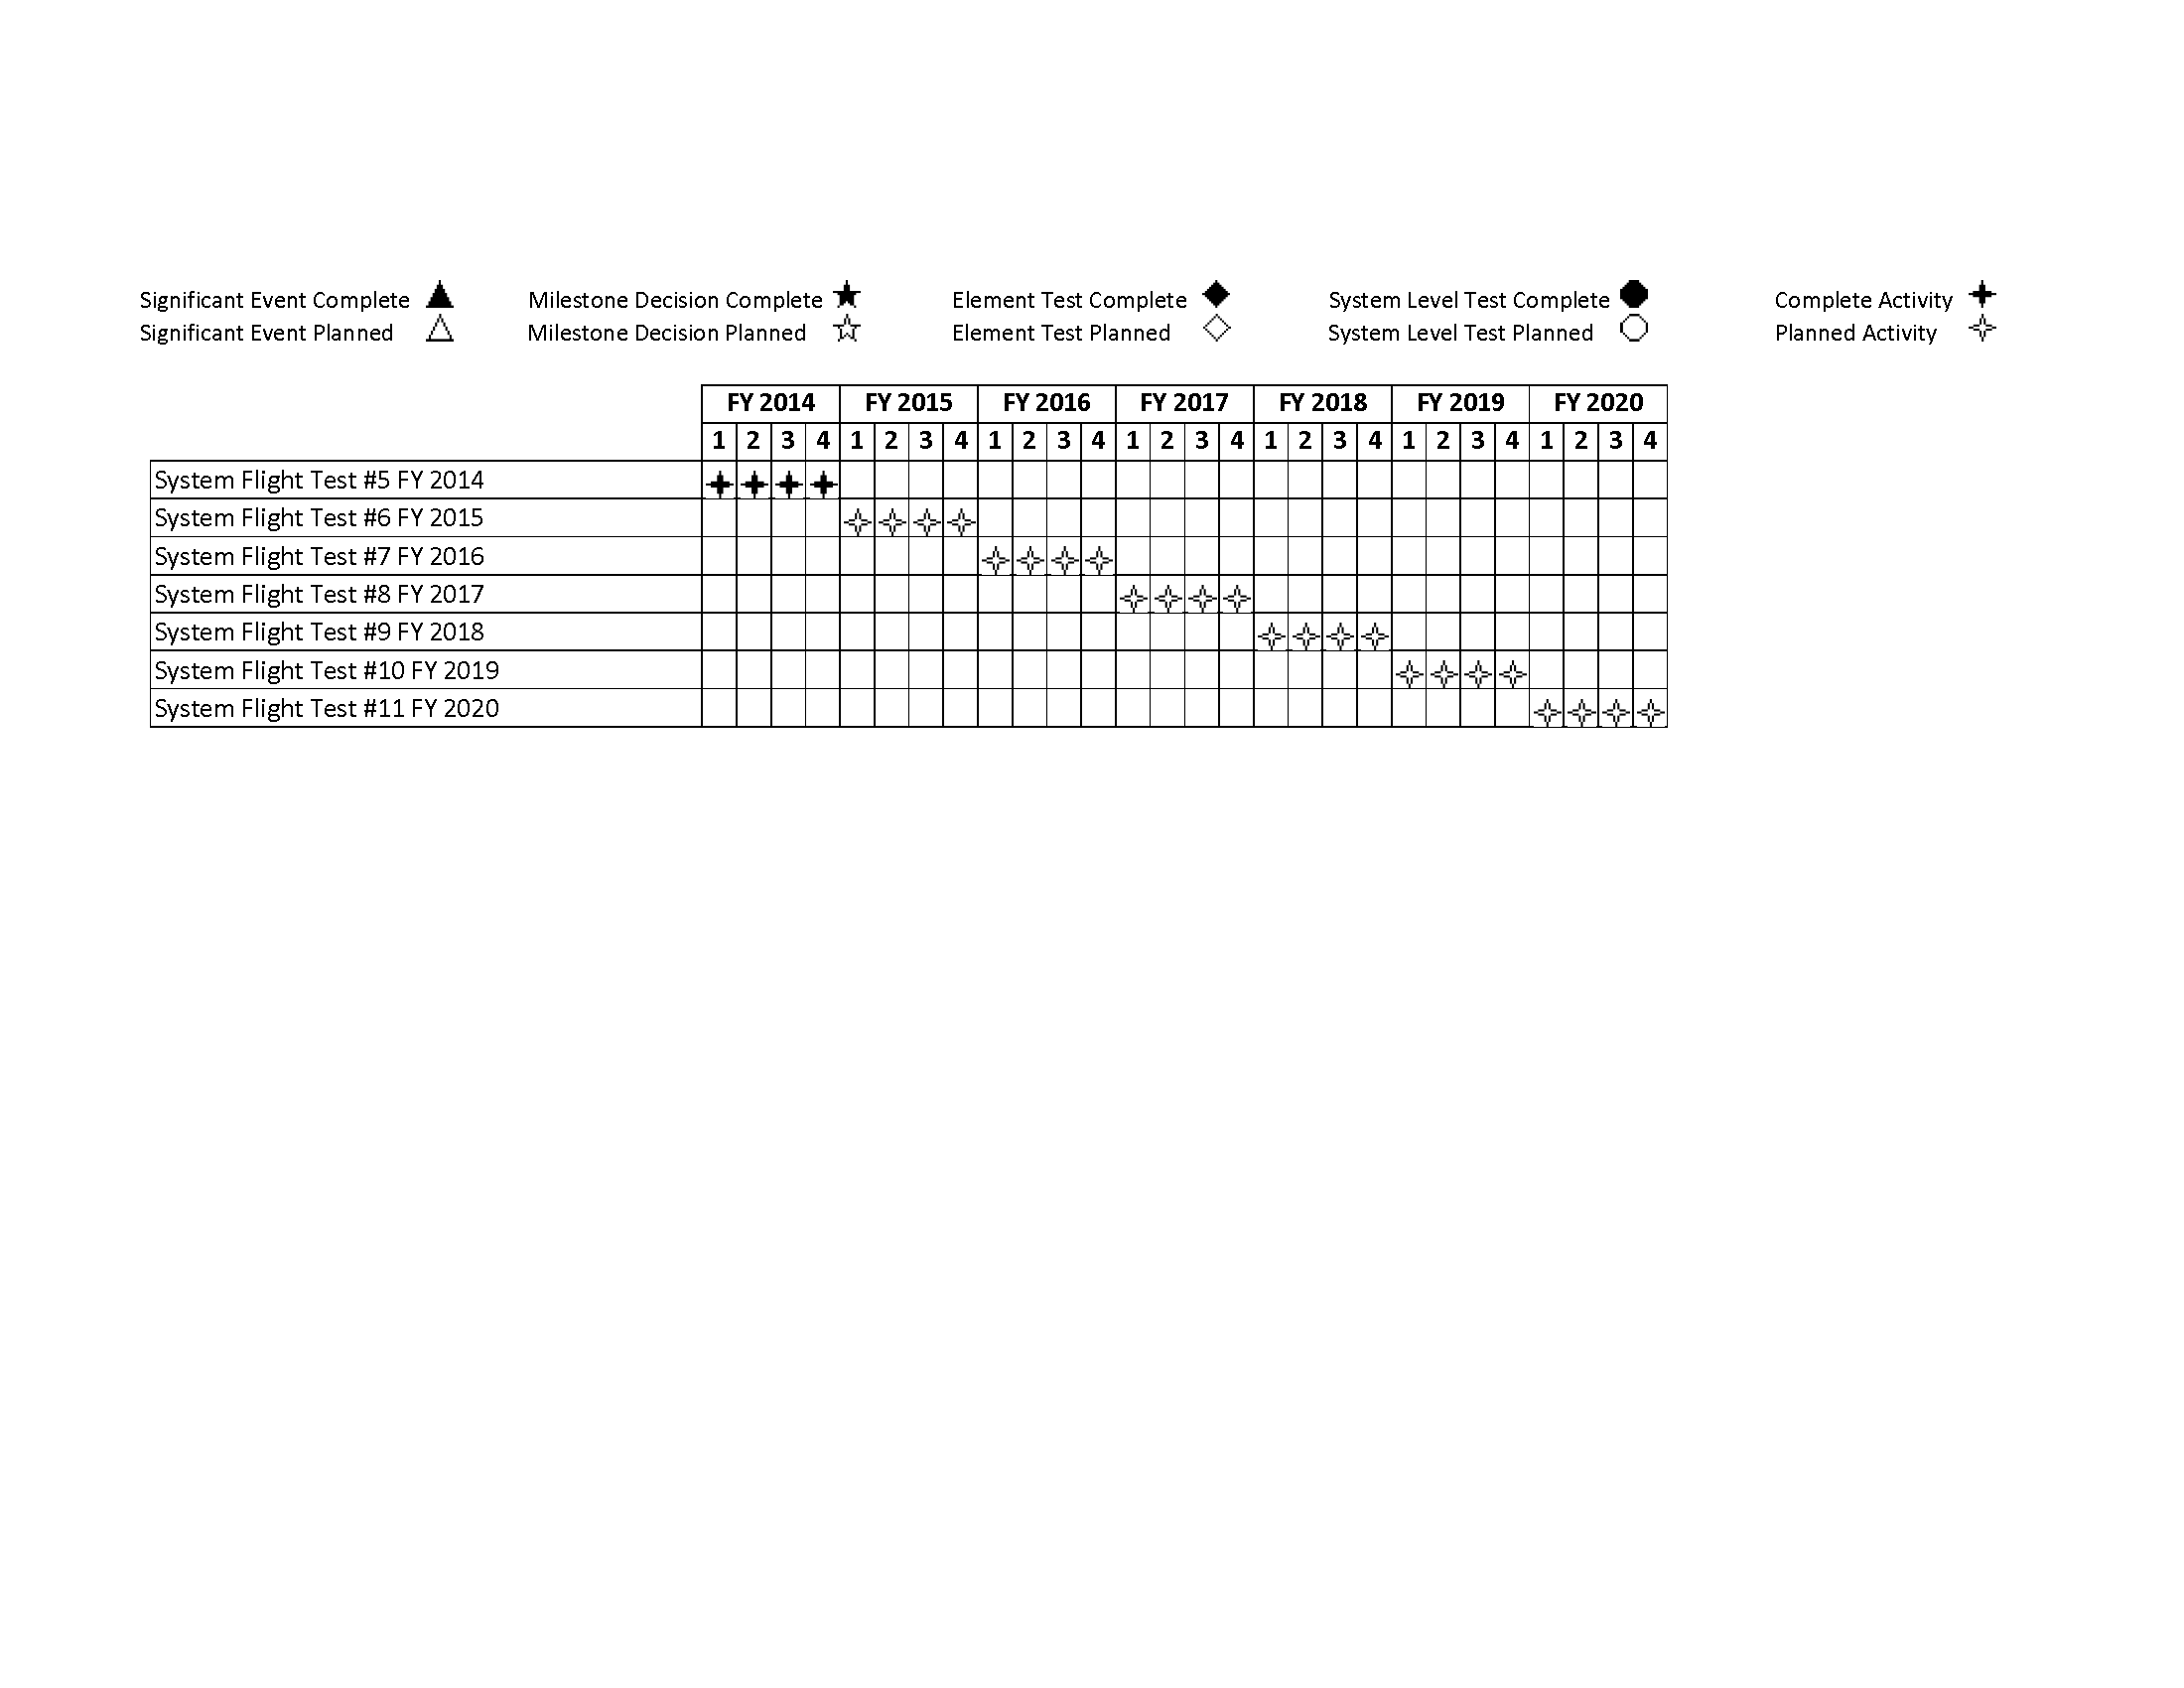 Significant Event Complete ▲ Milestone Decision Complete ★ Element Test Complete ◆ System Level Test Complete ● Complete Activity ✦
Significant Event Planned △ Milestone Decision Planned ☆ Element Test Planned ◇ System Level Test Planned ○ Planned Activity ✧
FY 2014 FY 2015 FY 2016 FY 2017 FY 2018 FY 2019 FY 2020
1 2 3 4 1 2 3 4 1 2 3 4 1 2 3 4 1 2 3 4 1 2 3 4 1 2 3 4
System Flight Test #5 FY 2014 ✦ ✦ ✦ ✦
System Flight Test #6 FY 2015 ✧ ✧ ✧ ✧
System Flight Test #7 FY 2016 ✧ ✧ ✧ ✧
System Flight Test #8 FY 2017 ✧ ✧ ✧ ✧
System Flight Test #9 FY 2018 ✧ ✧ ✧ ✧
System Flight Test #10 FY 2019 ✧ ✧ ✧ ✧
System Flight Test #11 FY 2020 ✧ ✧ ✧ ✧